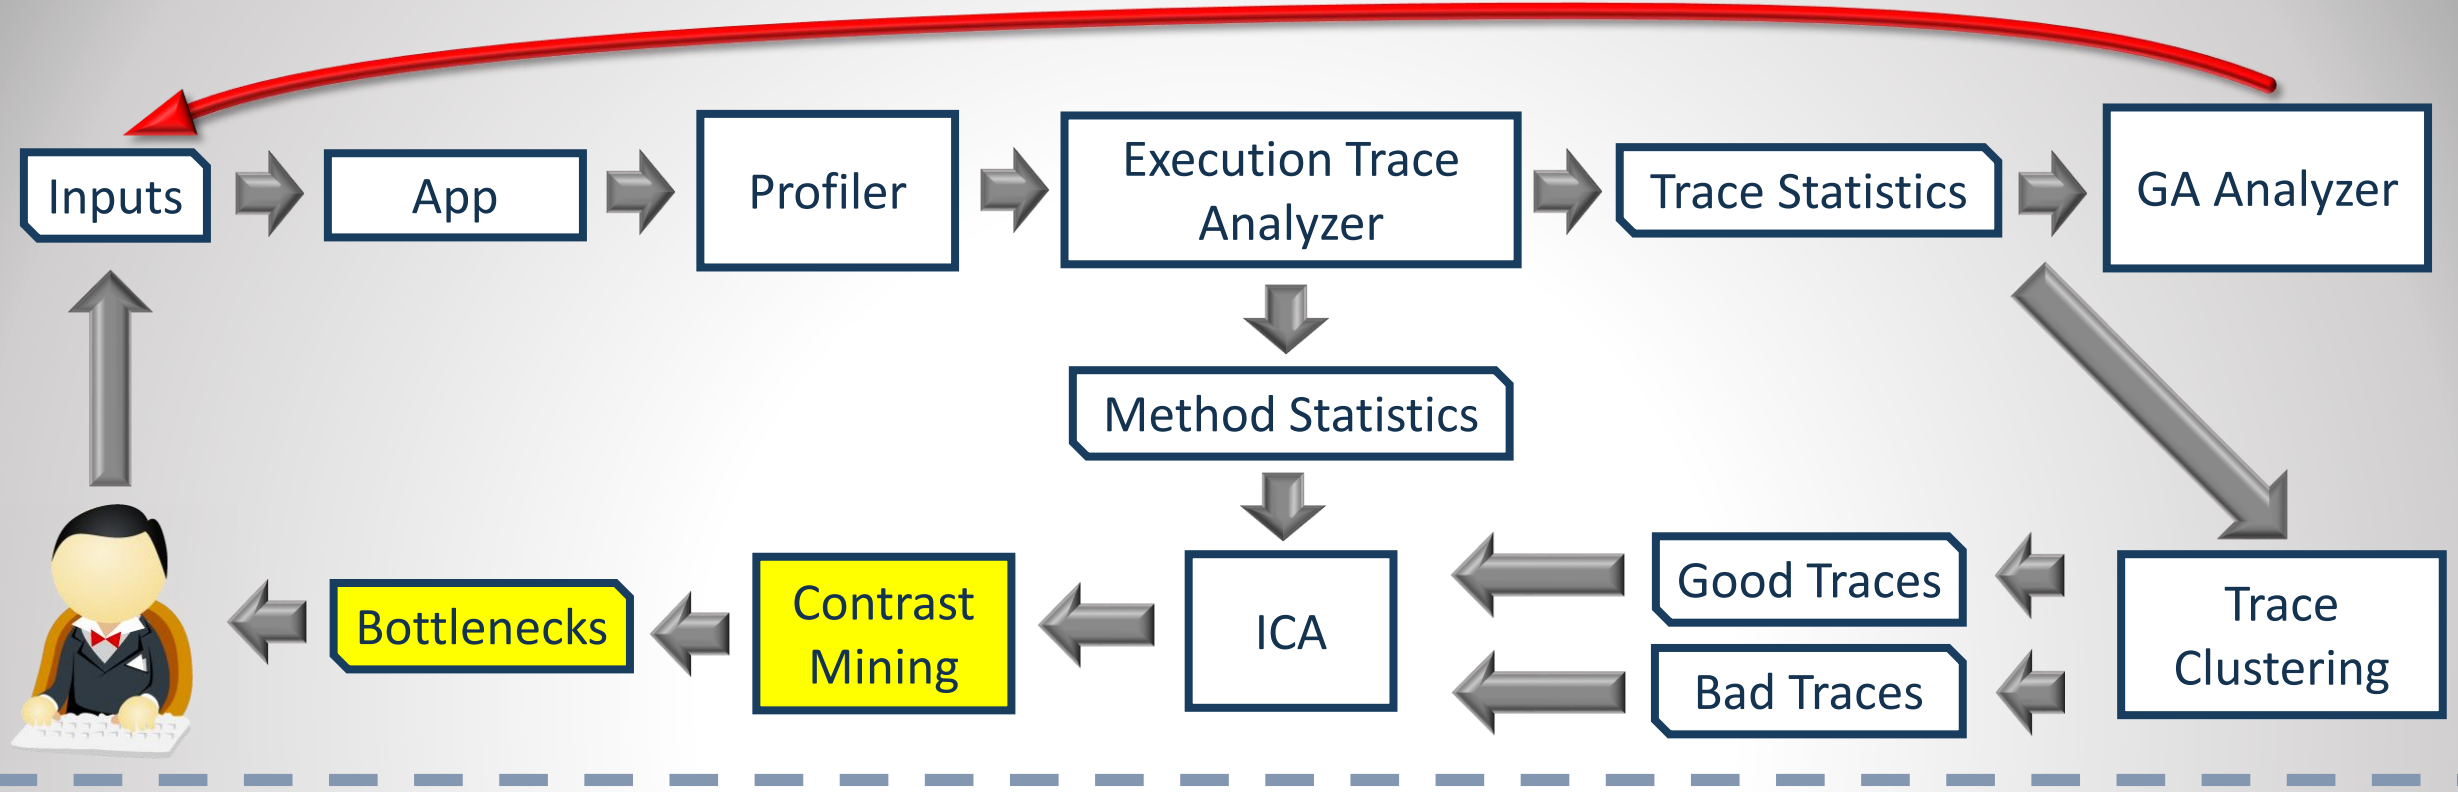 Inputs
App
Profiler
Execution Trace
Analyzer
Trace Statistics
GA Analyzer
Method Statistics
Bottlenecks
Contrast
Mining
ICA
Good Traces
Bad Traces
Trace
Clustering